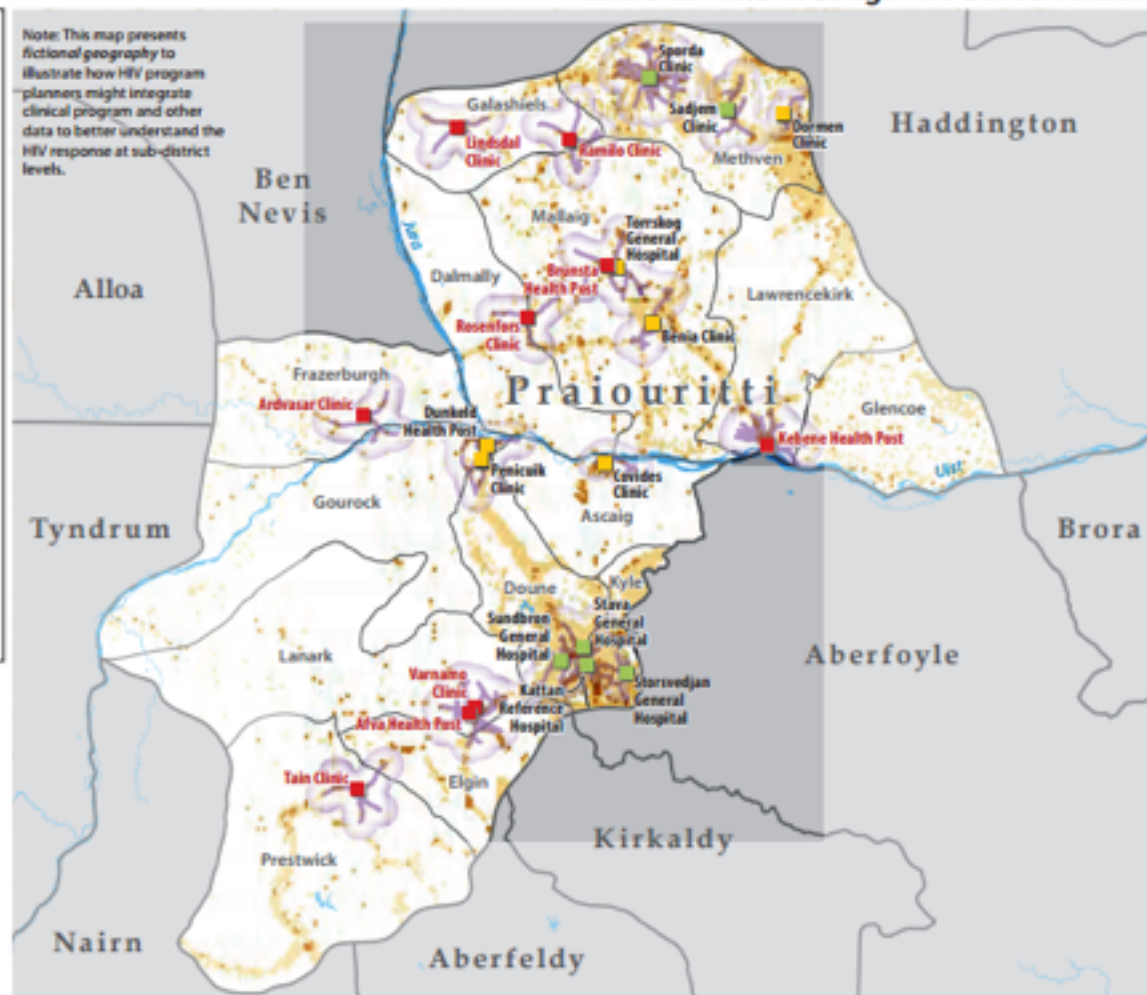 Note: This map presents
fictional geography to
illustrate how HIV program
planners might integrate
clinical program and other
data to better understand the
HIV response at sub-district
levels.
Sporda
Clinic
Galashiels
Sadjem
Clinic
Dormen
Clinic
Haddington
Lindsdal
Clinic
Kamilo Clinic
Methven
Ben
Nevis
Jura
Mallaig
Torrskog
General
Hospital
Alloa
Dalmally
Brunsta
Health Post
Lawrencekirk
Rosenfors
Clinic
Benia Clinic
Frazerburgh
Praiouritti
Ardvasar Clinic
Dunkeld
Health Post
Glencoe
Kebene Health Post
Penicuik
Clinic
Covides
Clinic
Uist
Gourock
Ascaig
Tyndrum
Brora
Doune
Kyle
Sundbron
General
Hospital
Stava
General
Hospital
Lanark
Aberfoyle
Varnamo
Clinic
Kattan
Reference
Hospital
Storsvedjan
General
Hospital
Afva Health Post
Tain Clinic
Elgin
Kirkaldy
Prestwick
Nairn
Aberfeldy